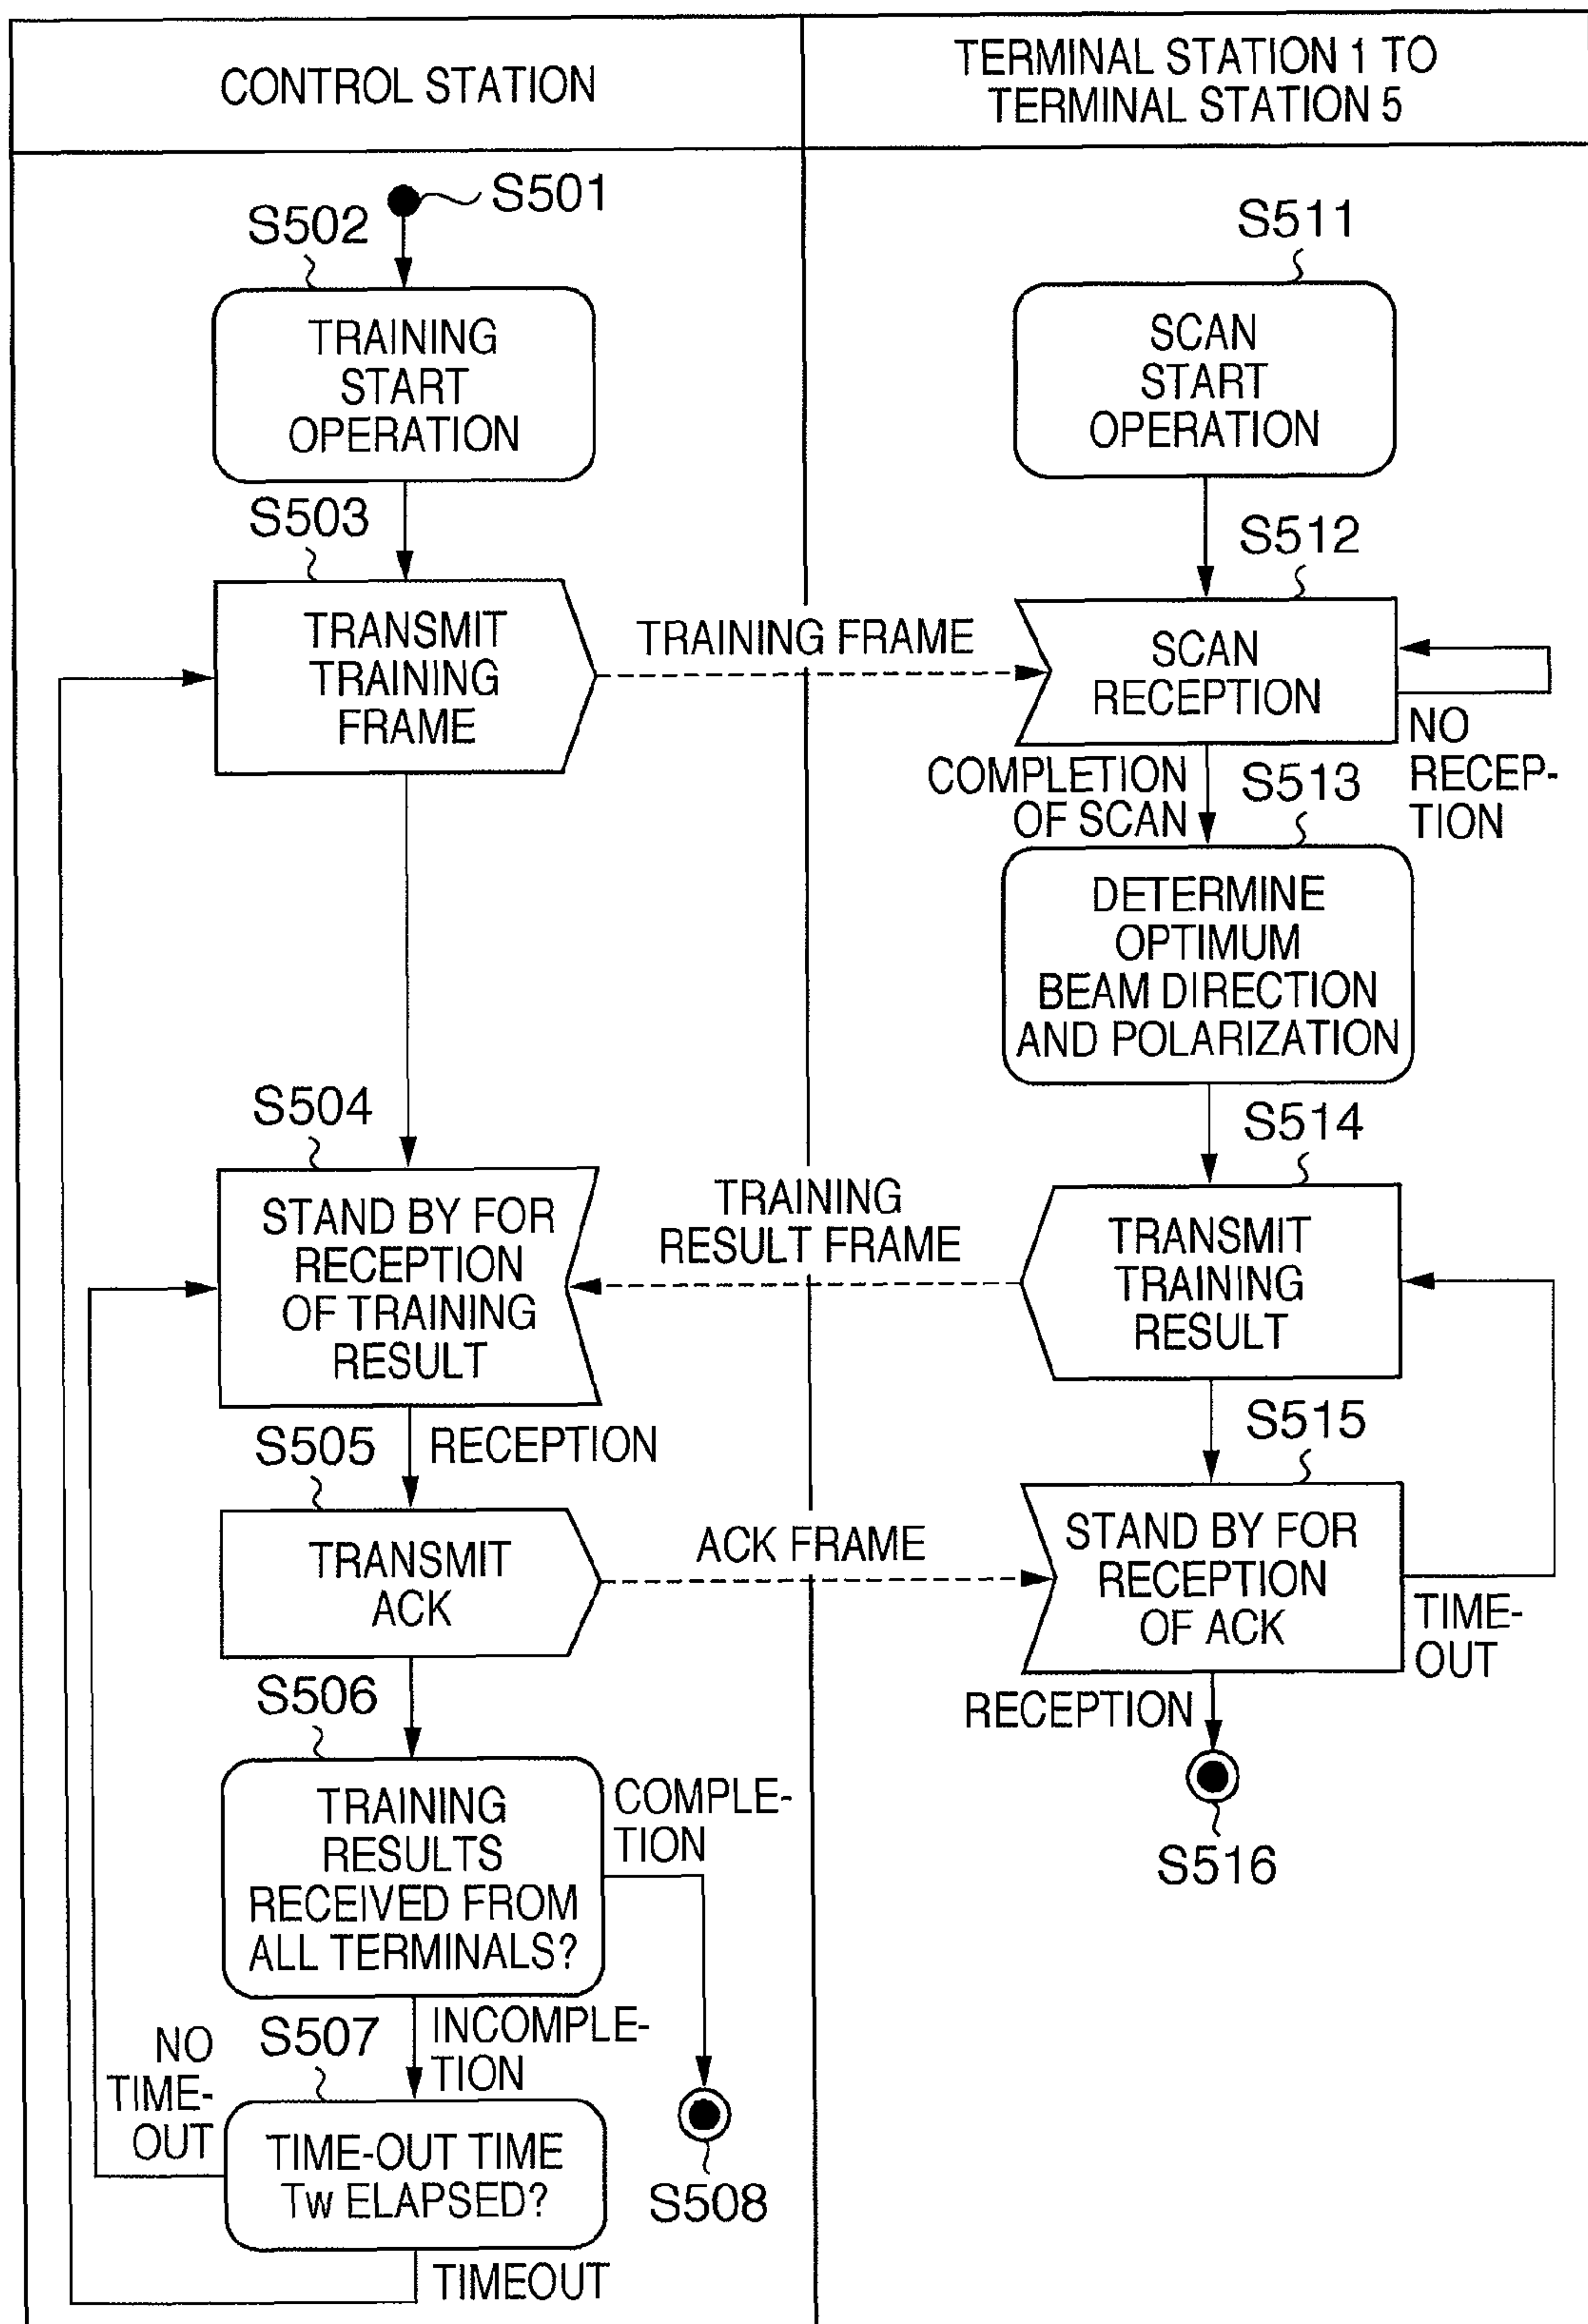 CONTROL STATION
TERMINAL STATION 1 TO
TERMINAL STATION 5
S501
S502
TRAINING
START
OPERATION
S503
TRANSMIT
TRAINING
FRAME
TRAINING FRAME
S511
SCAN
START
OPERATION
S512
SCAN
RECEPTION
NO
RECEP-
TION
COMPLETION
OF SCAN
S513
DETERMINE
OPTIMUM
BEAM DIRECTION
AND POLARIZATION
S504
STAND BY FOR
RECEPTION
OF TRAINING
RESULT
TRAINING
RESULT FRAME
S514
TRANSMIT
TRAINING
RESULT
RECEPTION
S505
TRANSMIT
ACK
ACK FRAME
S515
STAND BY FOR
RECEPTION
OF ACK
TIME-
OUT
RECEPTION
S516
S506
TRAINING
RESULTS
RECEIVED FROM
ALL TERMINALS?
COMPLE-
TION
INCOMPLE-
TION
S507
NO
TIME-
OUT
TIME-OUT TIME
Tw ELAPSED?
S508
TIMEOUT